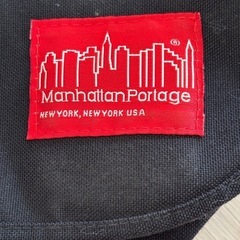 ®
Manhattan Portage
NEW YORK, NEW YORK USA